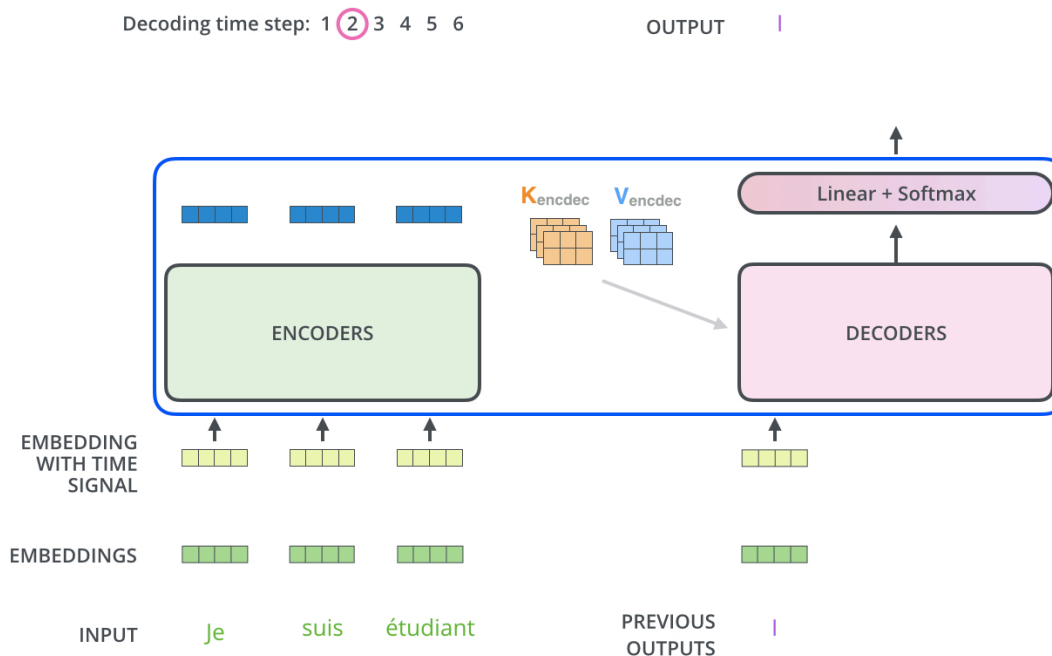 Decoding time step: 1 2 3 4 5 6
OUTPUT I
Kencdec Vencdec
Linear + Softmax
ENCODERS
DECODERS
EMBEDDING
WITH TIME
SIGNAL
EMBEDDINGS
INPUT Je suis étudiant
PREVIOUS
OUTPUTS I